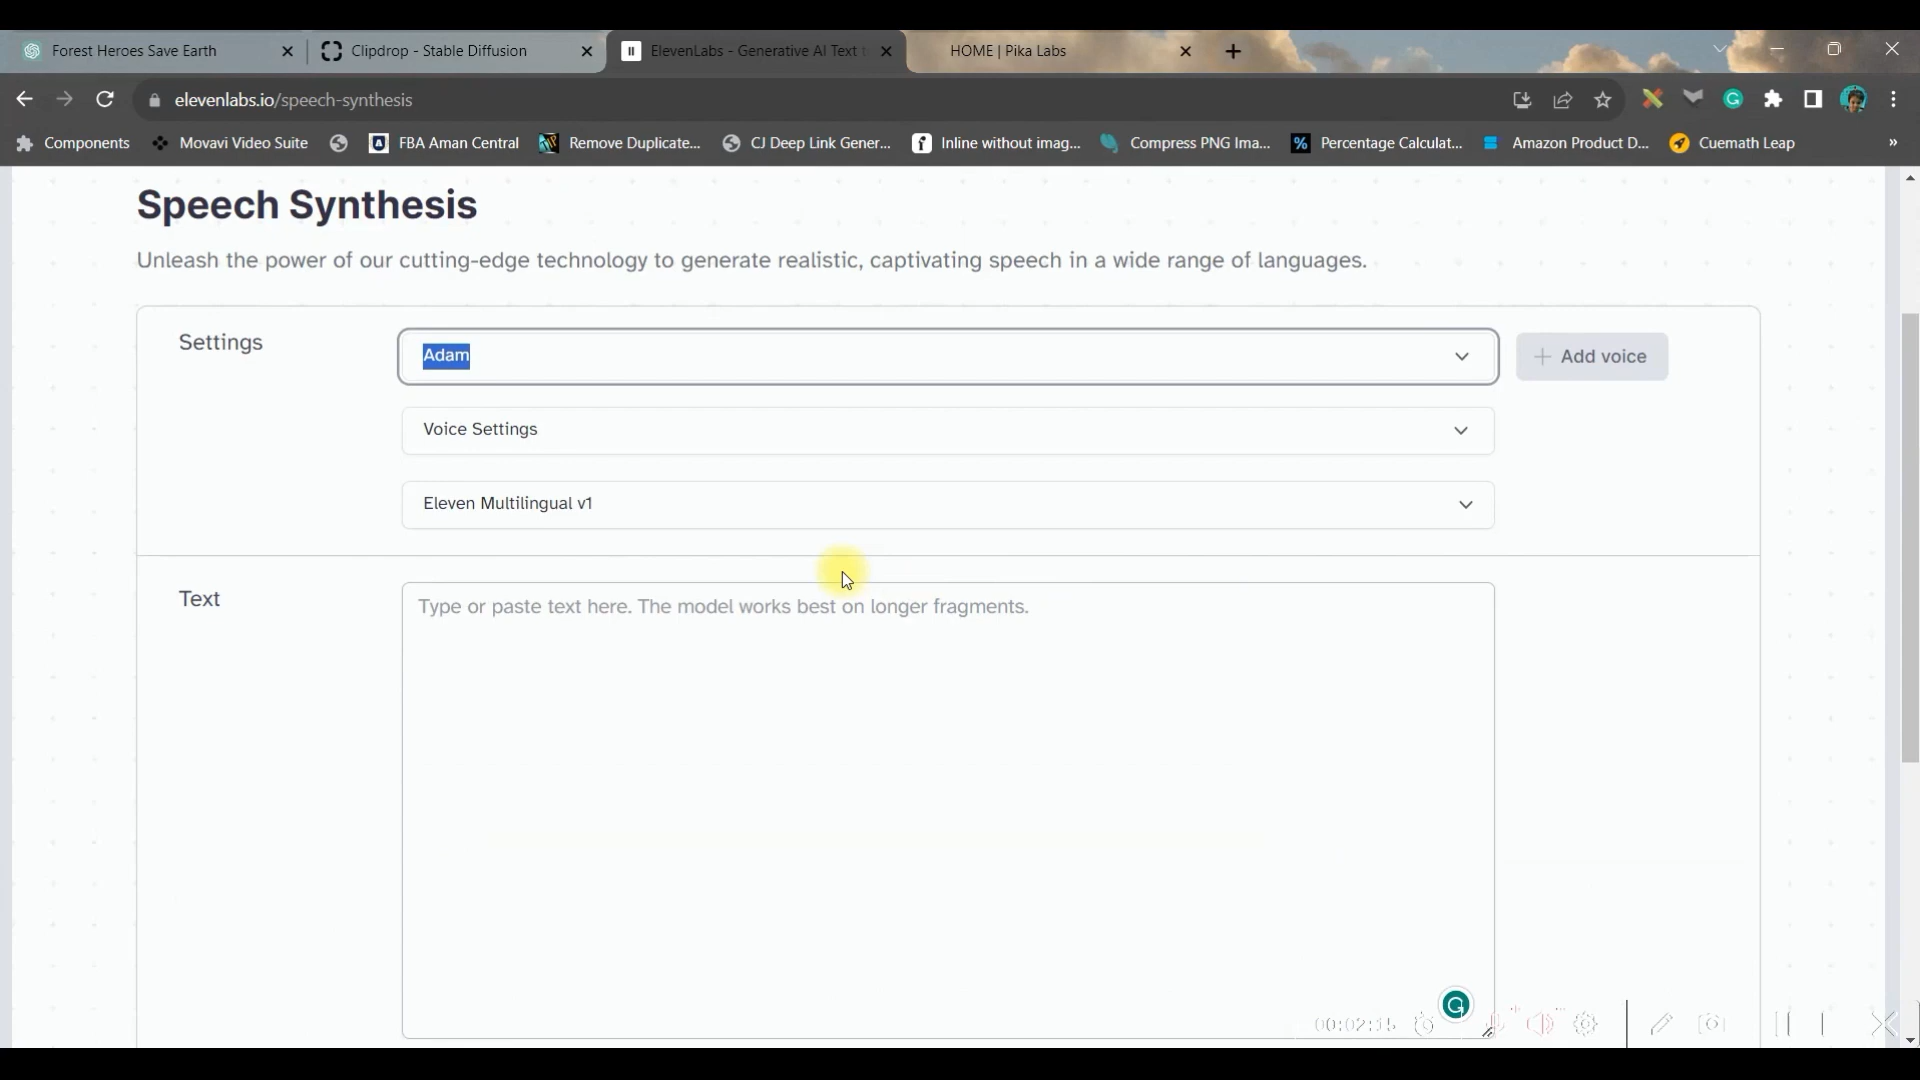 Forest Heroes Save Earth
Clipdrop - Stable Diffusion
ElevenLabs - Generative AI Text t
HOME | Pika Labs
elevenlabs.io/speech-synthesis
Components
Movavi Video Suite
FBA Aman Central
Remove Duplicate...
CJ Deep Link Gener...
Inline without imag...
Compress PNG Ima...
Percentage Calculat...
Amazon Product D...
Cuemath Leap
Speech Synthesis
Unleash the power of our cutting-edge technology to generate realistic, captivating speech in a wide range of languages.
Settings
Adam
+ Add voice
Voice Settings
Eleven Multilingual v1
Text
Type or paste text here. The model works best on longer fragments.
00:02:15